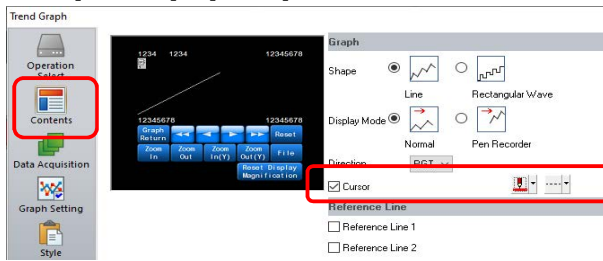 Trend Graph
Operation
Select
Contents
Data Acquisition
Graph Setting
Style
1234 1234 12345678
12345678 12345678
Graph
Return
Reset
Zoom
In
Zoom
Out
Zoom
In(Y)
Zoom
Out(Y)
File
Reset Display
Magnification
Graph
Shape
Line
Rectangular Wave
Display Mode
Normal
Pen Recorder
Direction
RGT
Cursor
Reference Line
Reference Line 1
Reference Line 2